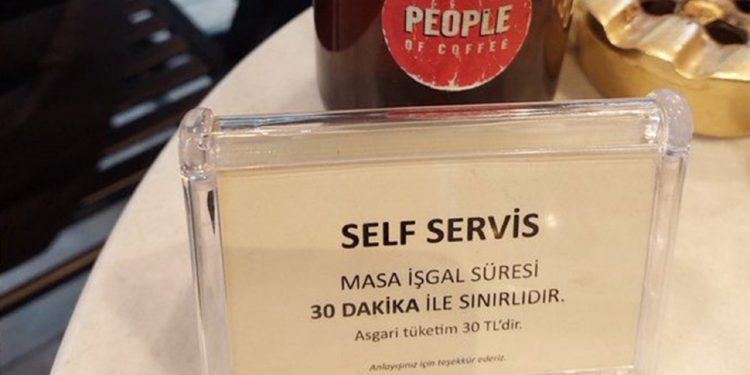 PEOPLE
OF COFFEE
SELF SERVİS
MASA İŞGAL SÜRESİ
30 DAKİKA İLE SINIRLIDIR.
Asgari tüketim 30 TL'dir.
Anlayışınız için teşekkür ederiz.